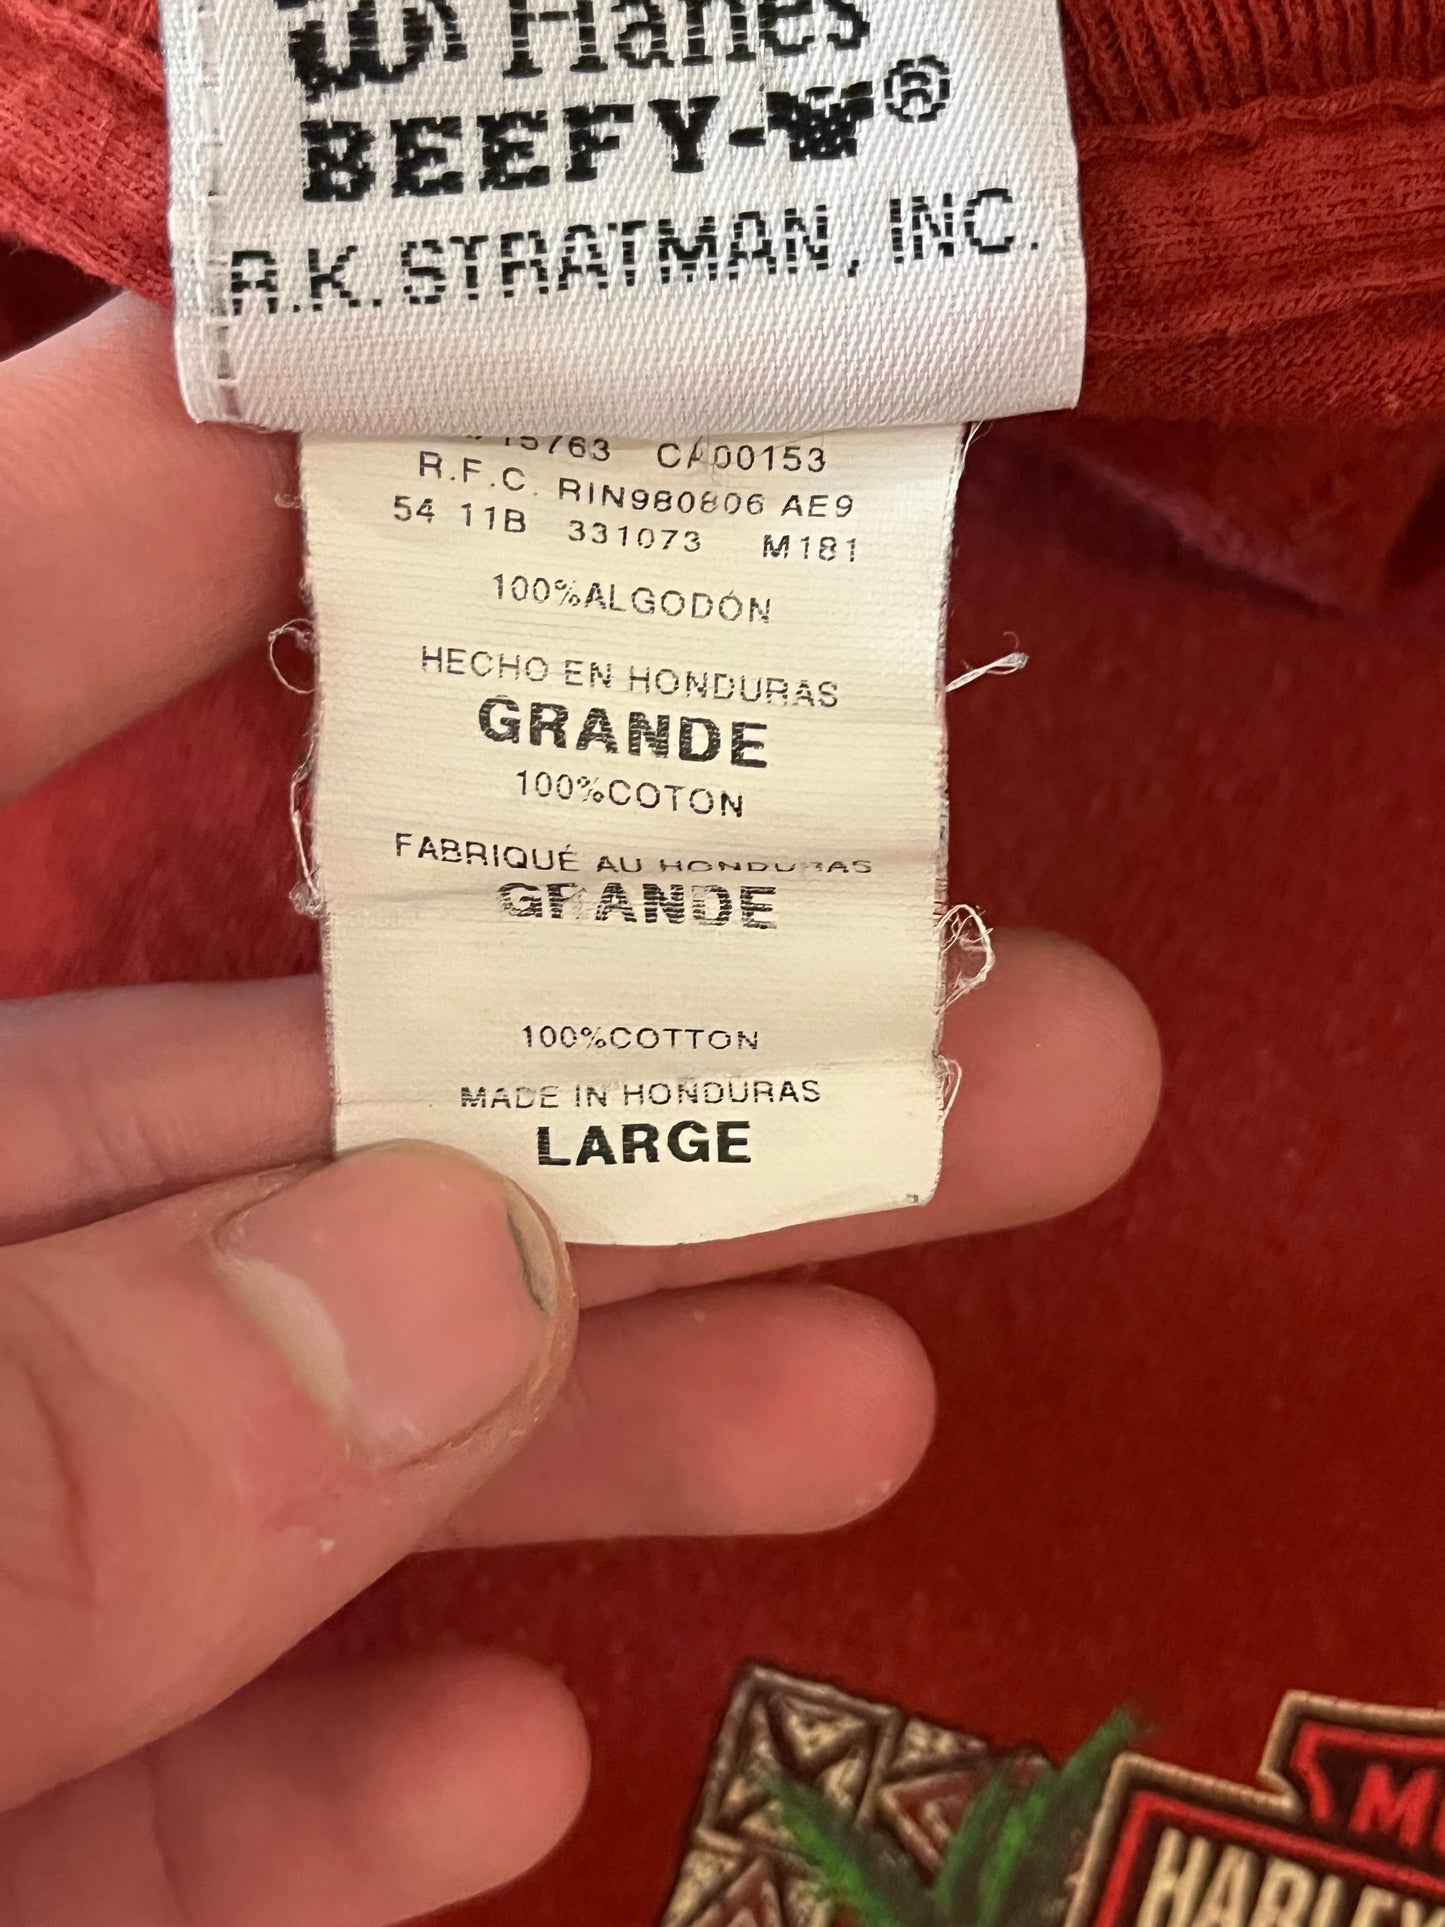 Hanes
BEEFY-T®
R.K. STRATMAN, INC.
15763 CA00153
R.F.C. RIN980806 AE9
54 11B 331073 M181
100%ALGODÓN
HECHO EN HONDURAS
GRANDE
100%COTON
FABRIQUÉ AU HONDURAS
GRANDE
100%COTTON
MADE IN HONDURAS
LARGE
HARLEY